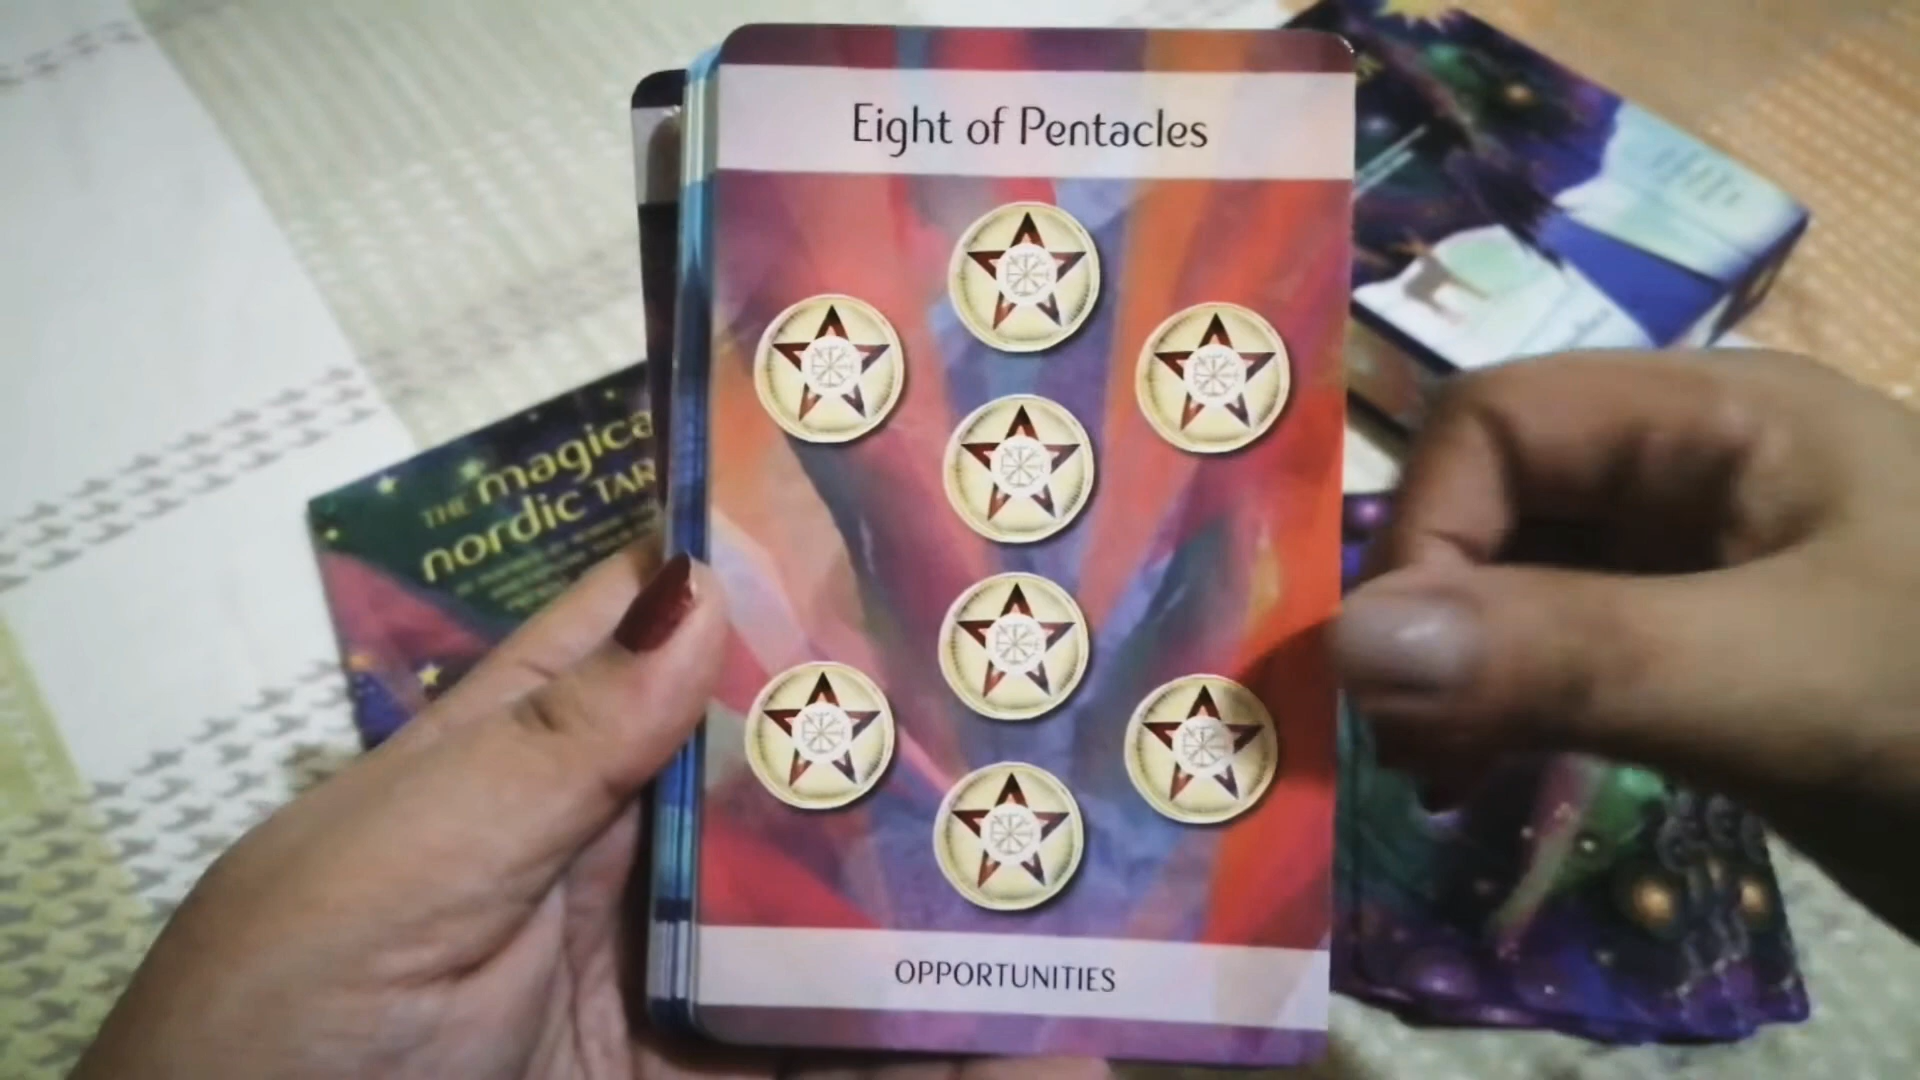 Eight of Pentacles
THE magica
nordic TAR
OPPORTUNITIES